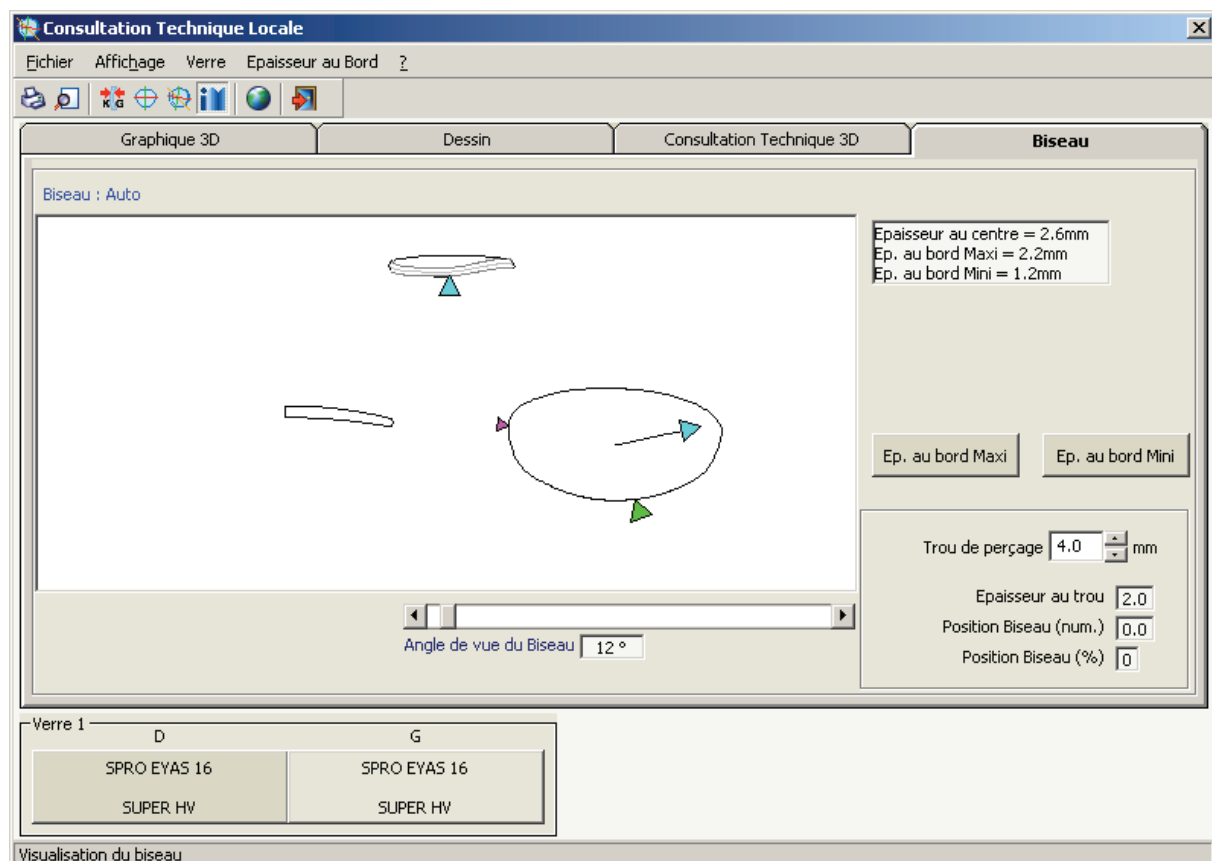 Consultation Technique Locale
Fichier Affichage Verre Epaisseur au Bord ?
K G
Graphique 3D Dessin Consultation Technique 3D Biseau
Biseau : Auto
Epaisseur au centre = 2.6mm
Ep. au bord Maxi = 2.2mm
Ep. au bord Mini = 1.2mm
Ep. au bord Maxi Ep. au bord Mini
Trou de perçage 4.0 mm
Epaisseur au trou 2.0
Position Biseau (num.) 0.0
Position Biseau (%) 0
Angle de vue du Biseau 12 °
Verre 1
D G
SPRO EYAS 16 SPRO EYAS 16
SUPER HV SUPER HV
Visualisation du biseau